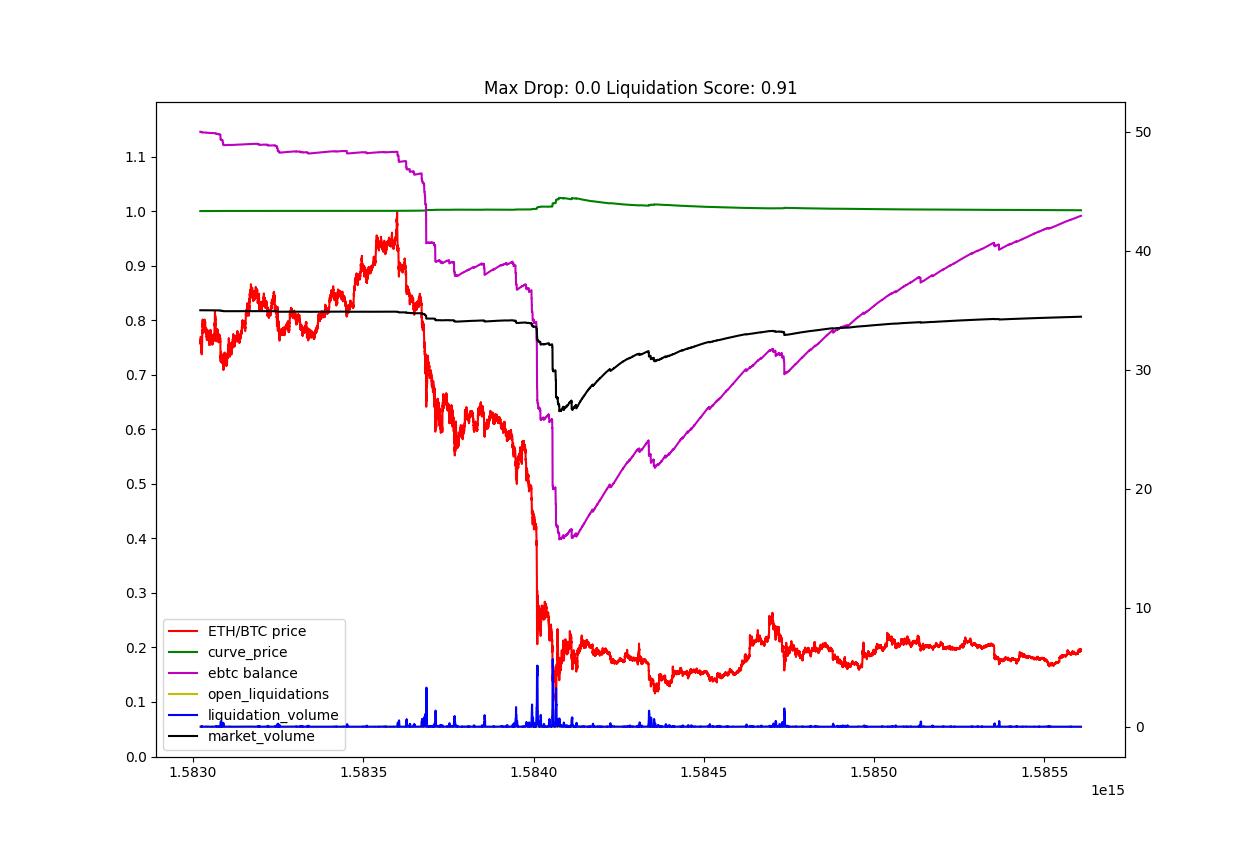 Max Drop: 0.0 Liquidation Score: 0.91
1.1
1.0
0.9
0.8
0.7
0.6
0.5
0.4
0.3
0.2
0.1
0.0
50
40
30
20
10
0
ETH/BTC price
curve_price
ebtc balance
open_liquidations
liquidation_volume
market_volume
1.5830 1.5835 1.5840 1.5845 1.5850 1.5855
1e15